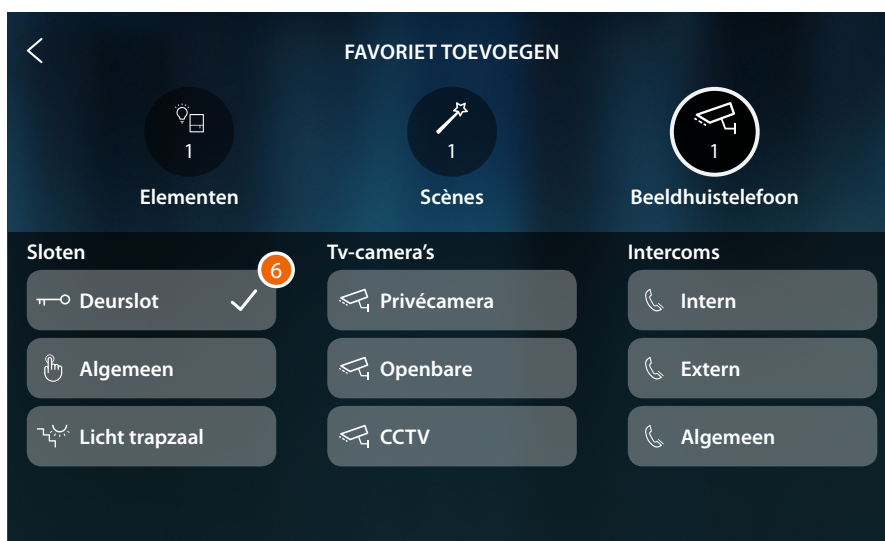 FAVORIET TOEVOEGEN
1
Elementen
1
Scènes
1
Beeldhuistelefoon
Sloten
6
Deurslot
Algemeen
Licht trapzaal
Tv-camera's
Privécamera
Openbare
CCTV
Intercoms
Intern
Extern
Algemeen